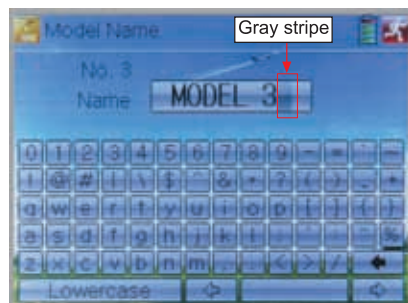 Model Name
Gray stripe
No. 3
Name MODEL 3
0 1 2 3 4 5 6 7 8 9 - =
! @ # $ & * ? ( ) _ +
q w e r t y u i o p [ ] { }
a s d f g h j k l %
z x c v b n m < > /
Lowercase